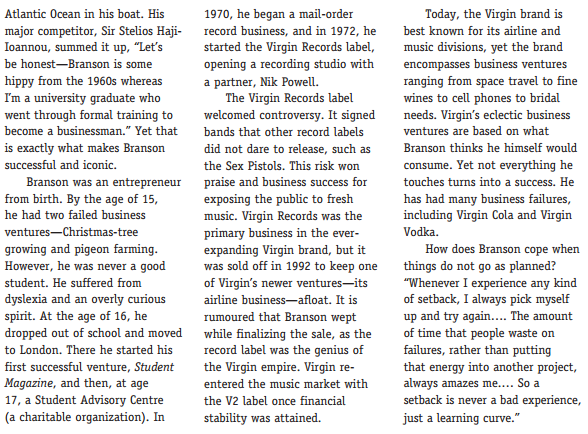 Atlantic Ocean in his boat. His
major competitor, Sir Stelios Haji-
Ioannou, summed it up, “Let’s
be honest—Branson is some
hippy from the 1960s whereas
I’m a university graduate who
went through formal training to
become a businessman.” Yet that
is exactly what makes Branson
successful and iconic.
Branson was an entrepreneur
from birth. By the age of 15,
he had two failed business
ventures—Christmas-tree
growing and pigeon farming.
However, he was never a good
student. He suffered from
dyslexia and an overly curious
spirit. At the age of 16, he
dropped out of school and moved
to London. There he started his
first successful venture, Student
Magazine, and then, at age
17, a Student Advisory Centre
(a charitable organization). In
1970, he began a mail-order
record business, and in 1972, he
started the Virgin Records label,
opening a recording studio with
a partner, Nik Powell.
The Virgin Records label
welcomed controversy. It signed
bands that other record labels
did not dare to release, such as
the Sex Pistols. This risk won
praise and business success for
exposing the public to fresh
music. Virgin Records was the
primary business in the ever-
expanding Virgin brand, but it
was sold off in 1992 to keep one
of Virgin’s newer ventures—its
airline business—afloat. It is
rumoured that Branson wept
while finalizing the sale, as the
record label was the genius of
the Virgin empire. Virgin re-
entered the music market with
the V2 label once financial
stability was attained.
Today, the Virgin brand is
best known for its airline and
music divisions, yet the brand
encompasses business ventures
ranging from space travel to fine
wines to cell phones to bridal
needs. Virgin’s eclectic business
ventures are based on what
Branson thinks he himself would
consume. Yet not everything he
touches turns into a success. He
has had many business failures,
including Virgin Cola and Virgin
Vodka.
How does Branson cope when
things do not go as planned?
“Whenever I experience any kind
of setback, I always pick myself
up and try again.... The amount
of time that people waste on
failures, rather than putting
that energy into another project,
always amazes me.... So a
setback is never a bad experience,
just a learning curve.”